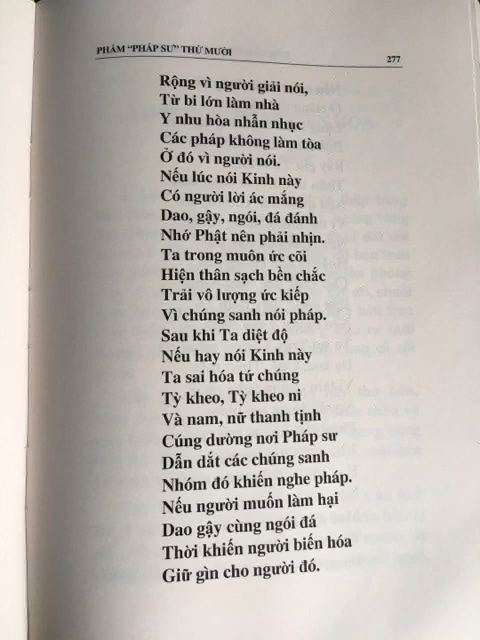 PHẨM "PHÁP SƯ" THỨ MƯỜI 277
Rộng vì người giải nói,
Từ bi lớn làm nhà
Y nhu hòa nhẫn nhục
Các pháp không làm tòa
Ở đó vì người nói.
Nếu lúc nói Kinh này
Có người lời ác mắng
Dao, gậy, ngói, đá đánh
Nhớ Phật nên phải nhịn.
Ta trong muôn ức cõi
Hiện thân sạch bền chắc
Trải vô lượng ức kiếp
Vì chúng sanh nói pháp.
Sau khi Ta diệt độ
Nếu hay nói Kinh này
Ta sai hóa tứ chúng
Tỳ kheo, Tỳ kheo ni
Và nam, nữ thanh tịnh
Cúng dường nơi Pháp sư
Dẫn dắt các chúng sanh
Nhóm đó khiến nghe pháp.
Nếu người muốn làm hại
Dao gậy cùng ngói đá
Thời khiến người biến hóa
Giữ gìn cho người đó.